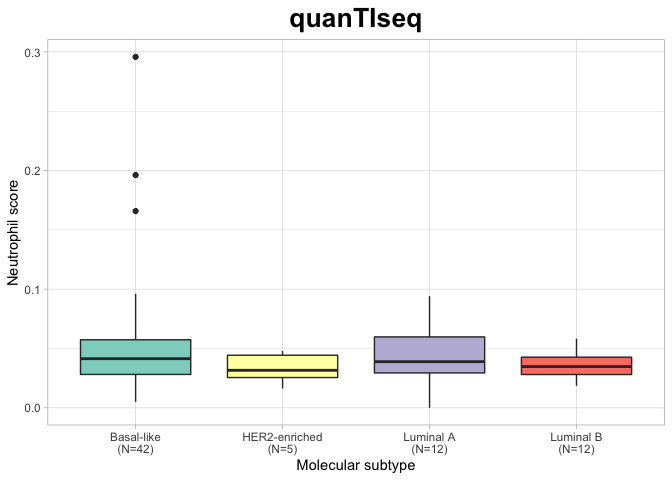 quanTIseq
Neutrophil score
0.3
0.2
0.1
0.0
Basal-like
(N=42)
HER2-enriched
(N=5)
Luminal A
(N=12)
Luminal B
(N=12)
Molecular subtype